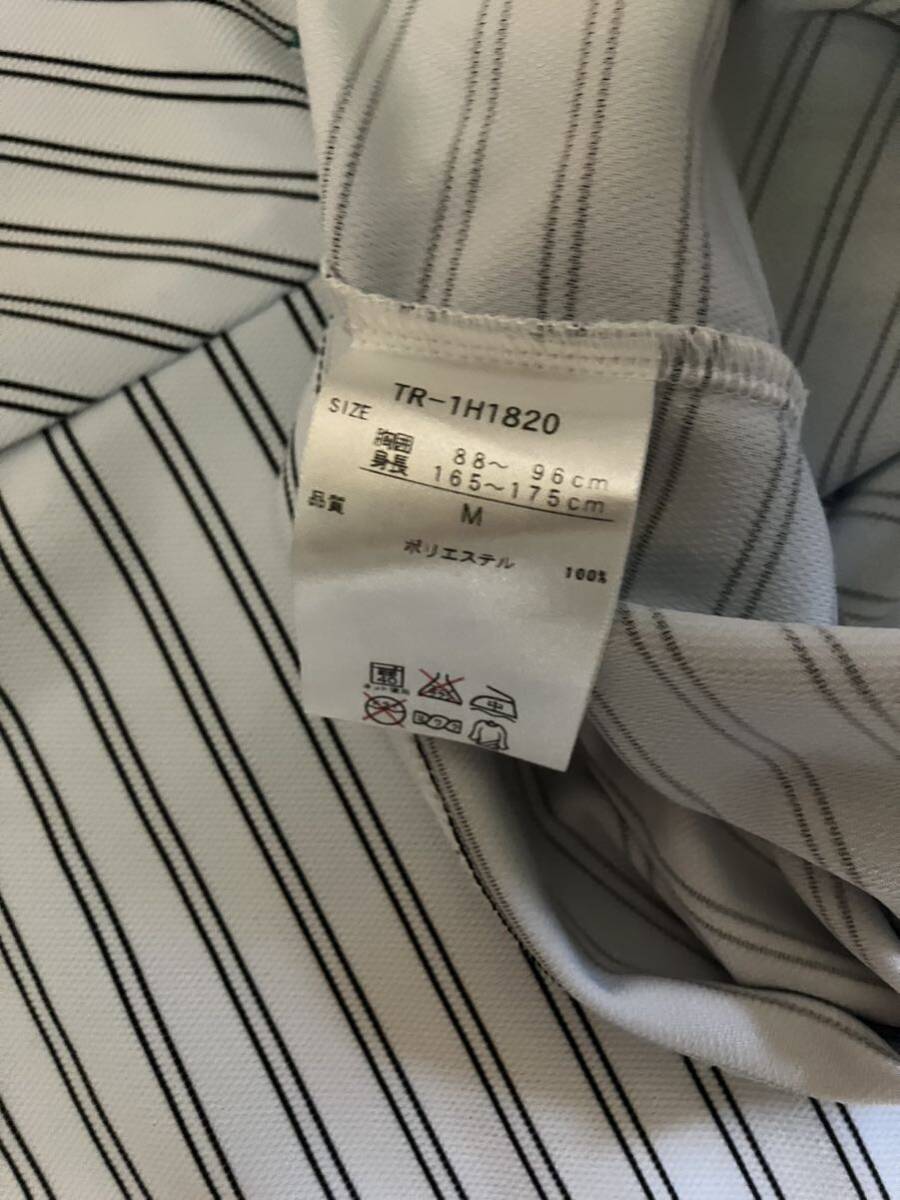 TR-1H1820
SIZE
胸囲 88～ 96cm
身長 165～175cm
M
品質
ポリエステル 100%
中